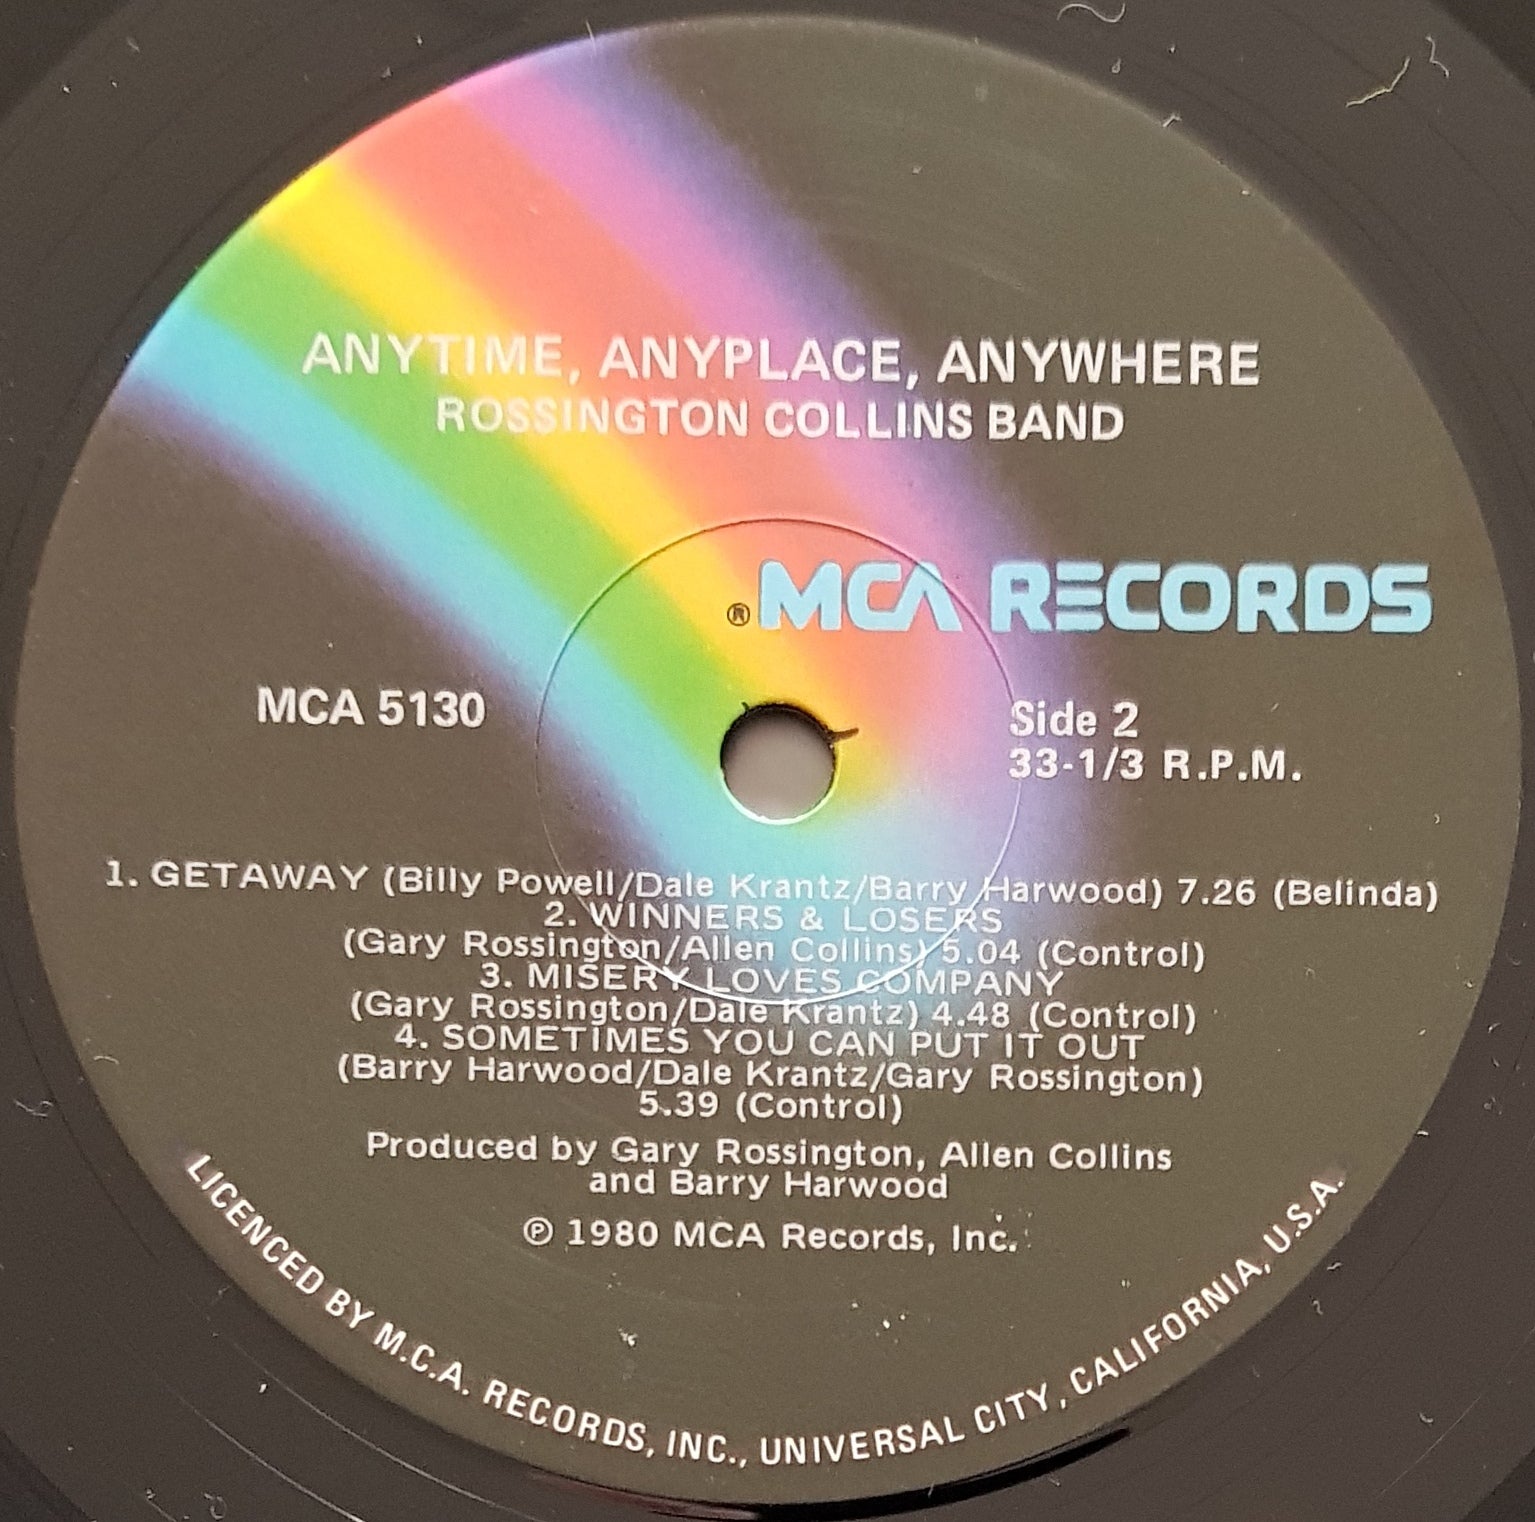 ANYTIME, ANYPLACE, ANYWHERE
ROSSINGTON COLLINS BAND
® MCA RECORDS
MCA 5130
Side 2
33-1/3 R.P.M.
1. GETAWAY (Billy Powell/Dale Krantz/Barry Harwood) 7.26 (Belinda)
2. WINNERS & LOSERS
(Gary Rossington/Allen Collins) 5.04 (Control)
3. MISERY LOVES COMPANY
(Gary Rossington/Dale Krantz) 4.48 (Control)
4. SOMETIMES YOU CAN PUT IT OUT
(Barry Harwood/Dale Krantz/Gary Rossington)
5.39 (Control)
Produced by Gary Rossington, Allen Collins
and Barry Harwood
℗ 1980 MCA Records, Inc.
LICENCED BY M.C.A. RECORDS, INC., UNIVERSAL CITY, CALIFORNIA, U.S.A.